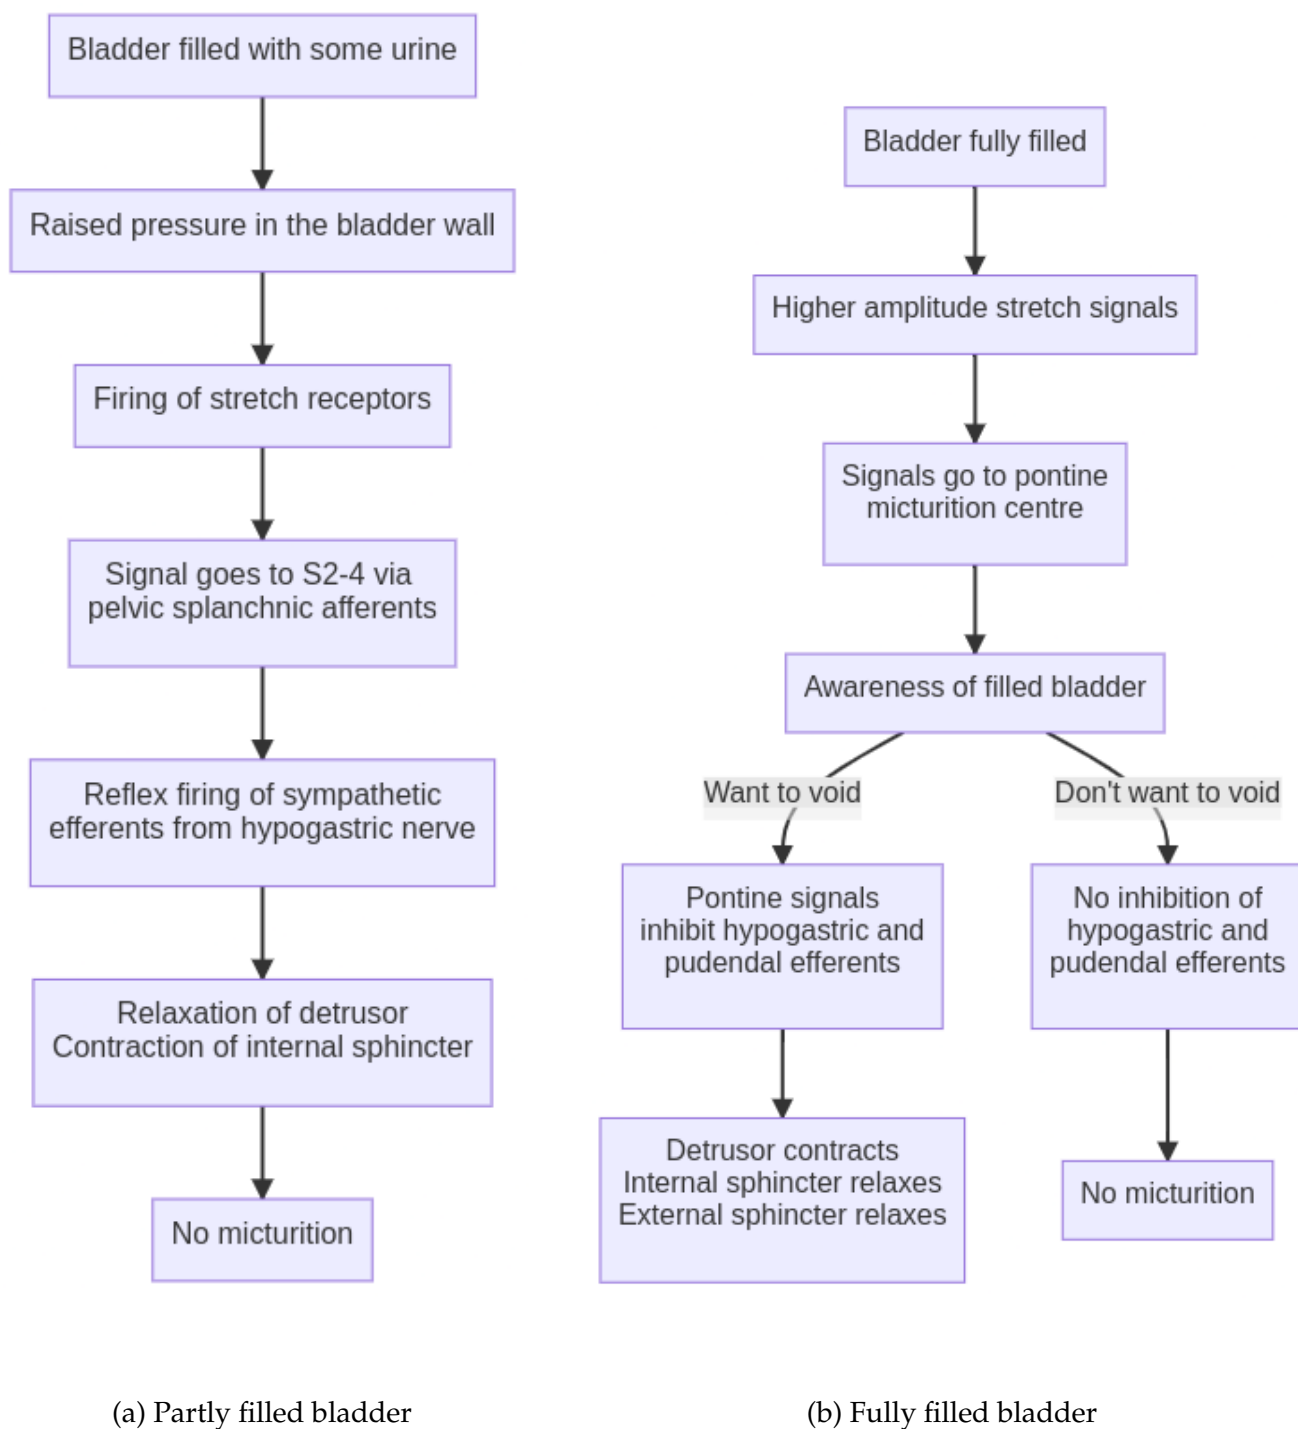 Bladder filled with some urine
Raised pressure in the bladder wall
Firing of stretch receptors
Signal goes to S2-4 via
pelvic splanchnic afferents
Reflex firing of sympathetic
efferents from hypogastric nerve
Relaxation of detrusor
Contraction of internal sphincter
No micturition
(a) Partly filled bladder
Bladder fully filled
Higher amplitude stretch signals
Signals go to pontine
micturition centre
Awareness of filled bladder
Want to void
Don't want to void
Pontine signals
inhibit hypogastric and
pudendal efferents
No inhibition of
hypogastric and
pudendal efferents
Detrusor contracts
Internal sphincter relaxes
External sphincter relaxes
No micturition
(b) Fully filled bladder